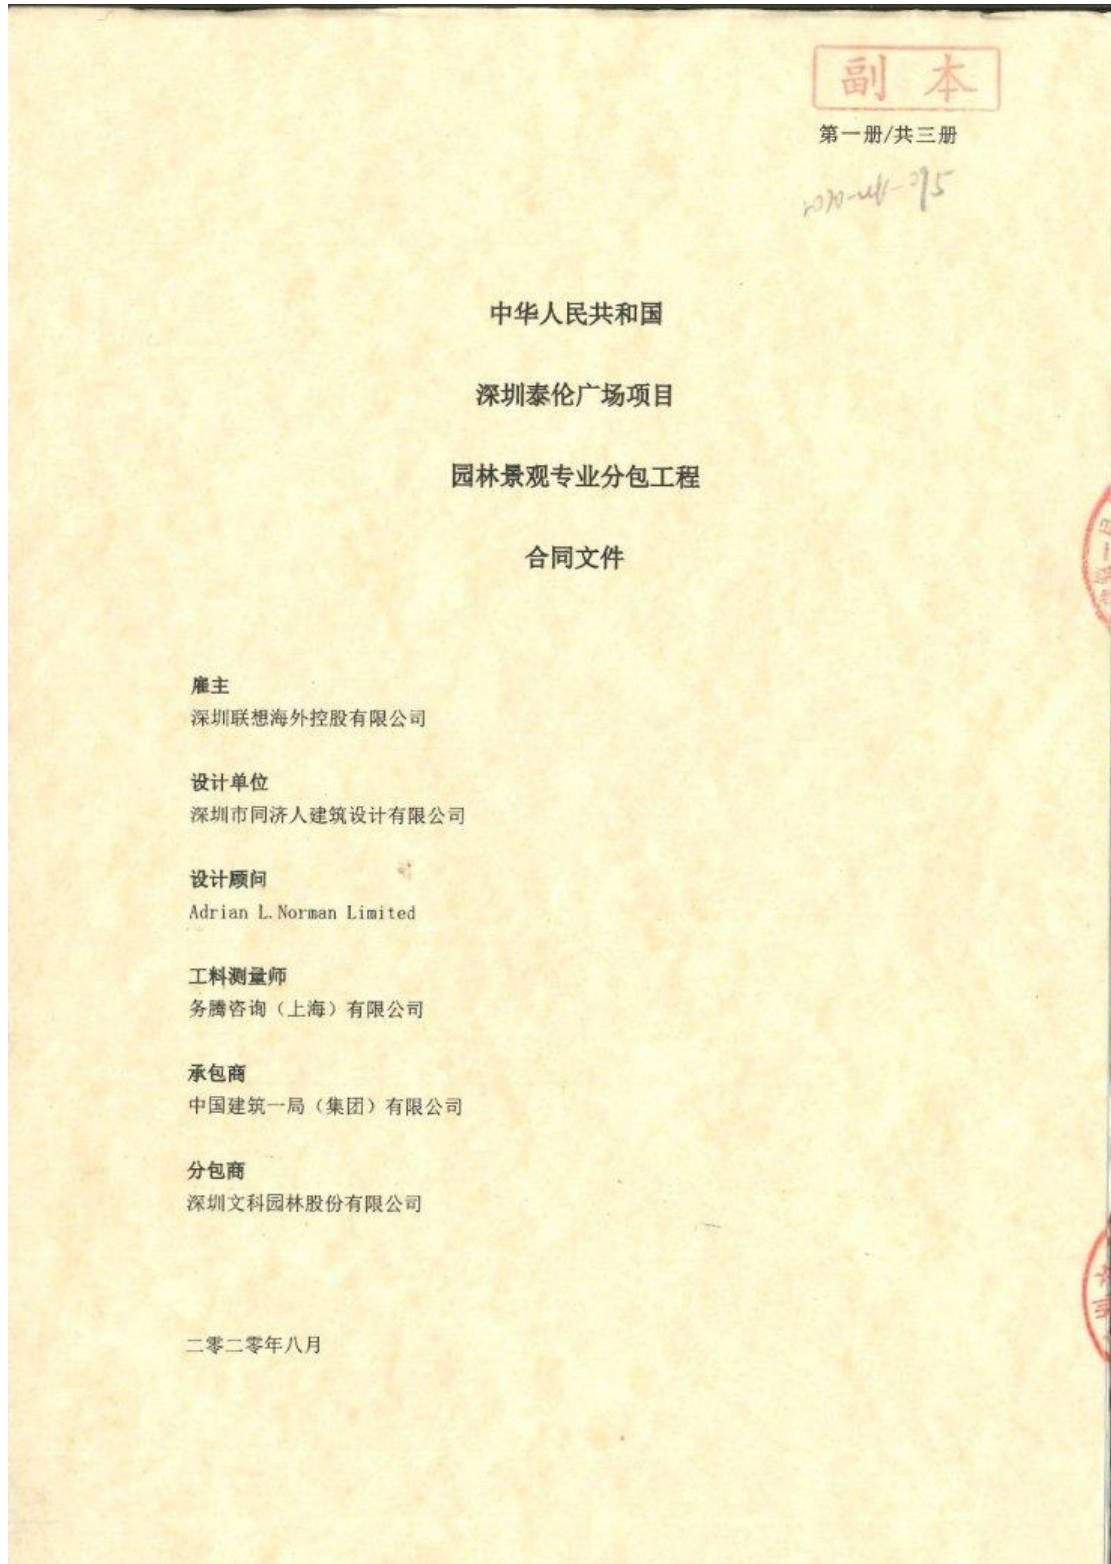 副 本
第一册/共三册
中华人民共和国
深圳泰伦广场项目
园林景观专业分包工程
合同文件
雇主
深圳联想海外控股有限公司
设计单位
深圳市同济人建筑设计有限公司
设计顾问
Adrian L.Norman Limited
工料测量师
务腾咨询（上海）有限公司
承包商
中国建筑一局（集团）有限公司
分包商
深圳文科园林股份有限公司
二零二零年八月